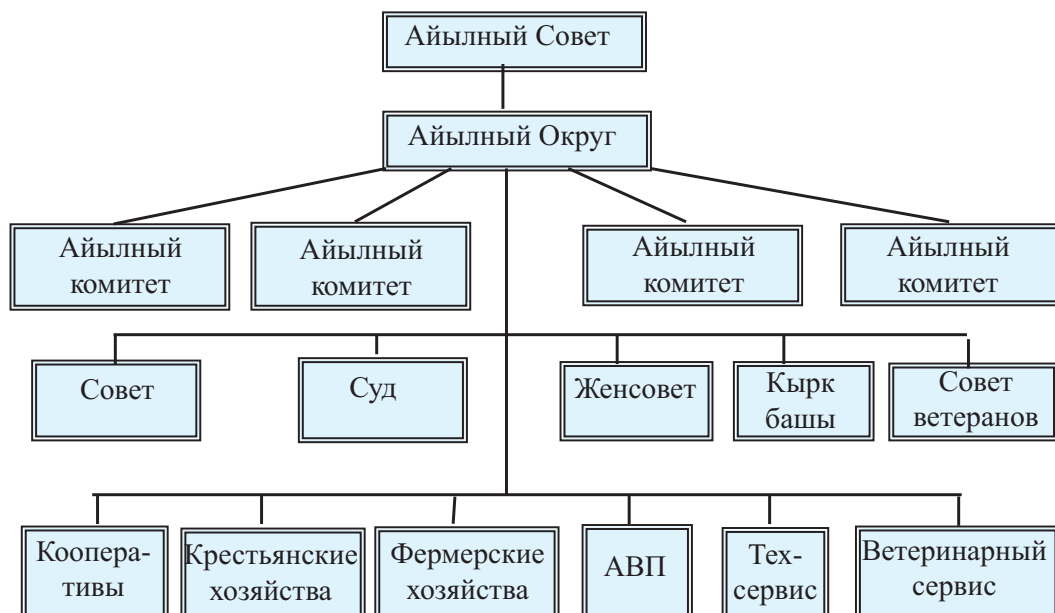 Айылный Совет
Айылный Округ
Айылный
комитет
Айылный
комитет
Айылный
комитет
Айылный
комитет
Совет
Суд
Женсовет
Кырк
башы
Совет
ветеранов
Коопера-
тивы
Крестьянские
хозяйства
Фермерские
хозяйства
АВП
Тех-
сервис
Ветеринарный
сервис